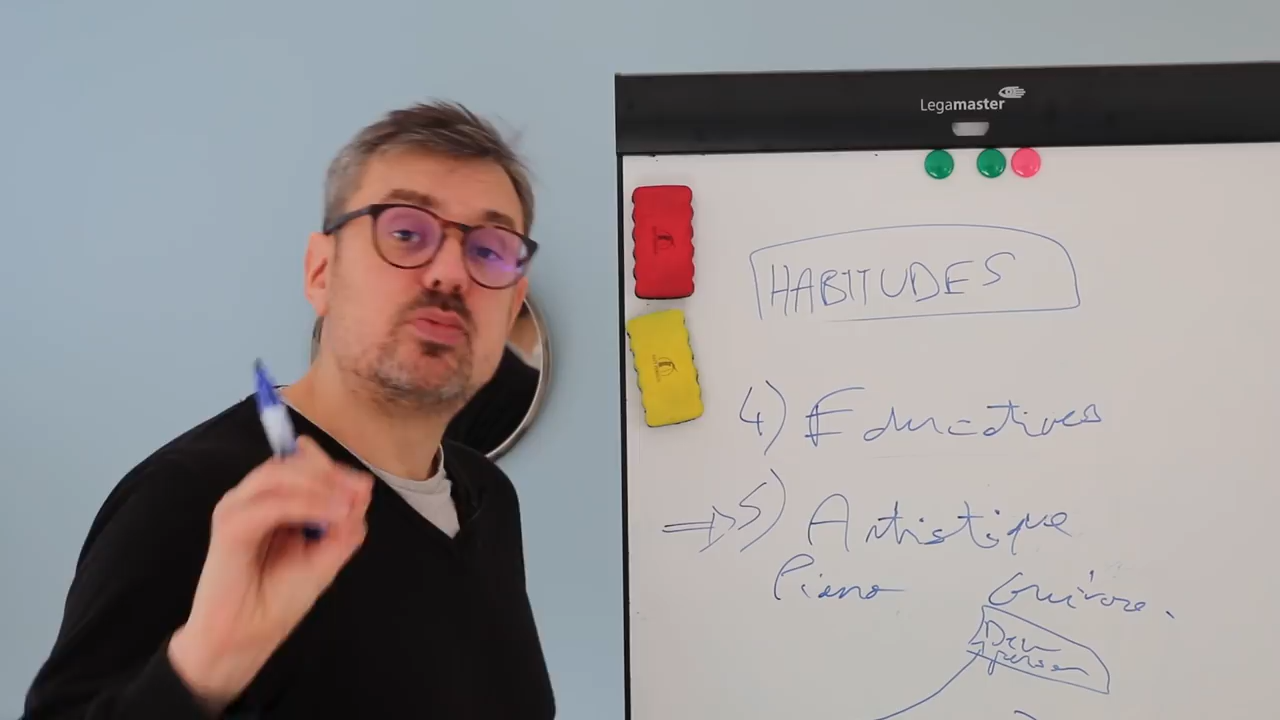 Legamaster
HABITUDES
4) Educatives
⇒ 5) Artistique
Piano Guitare.